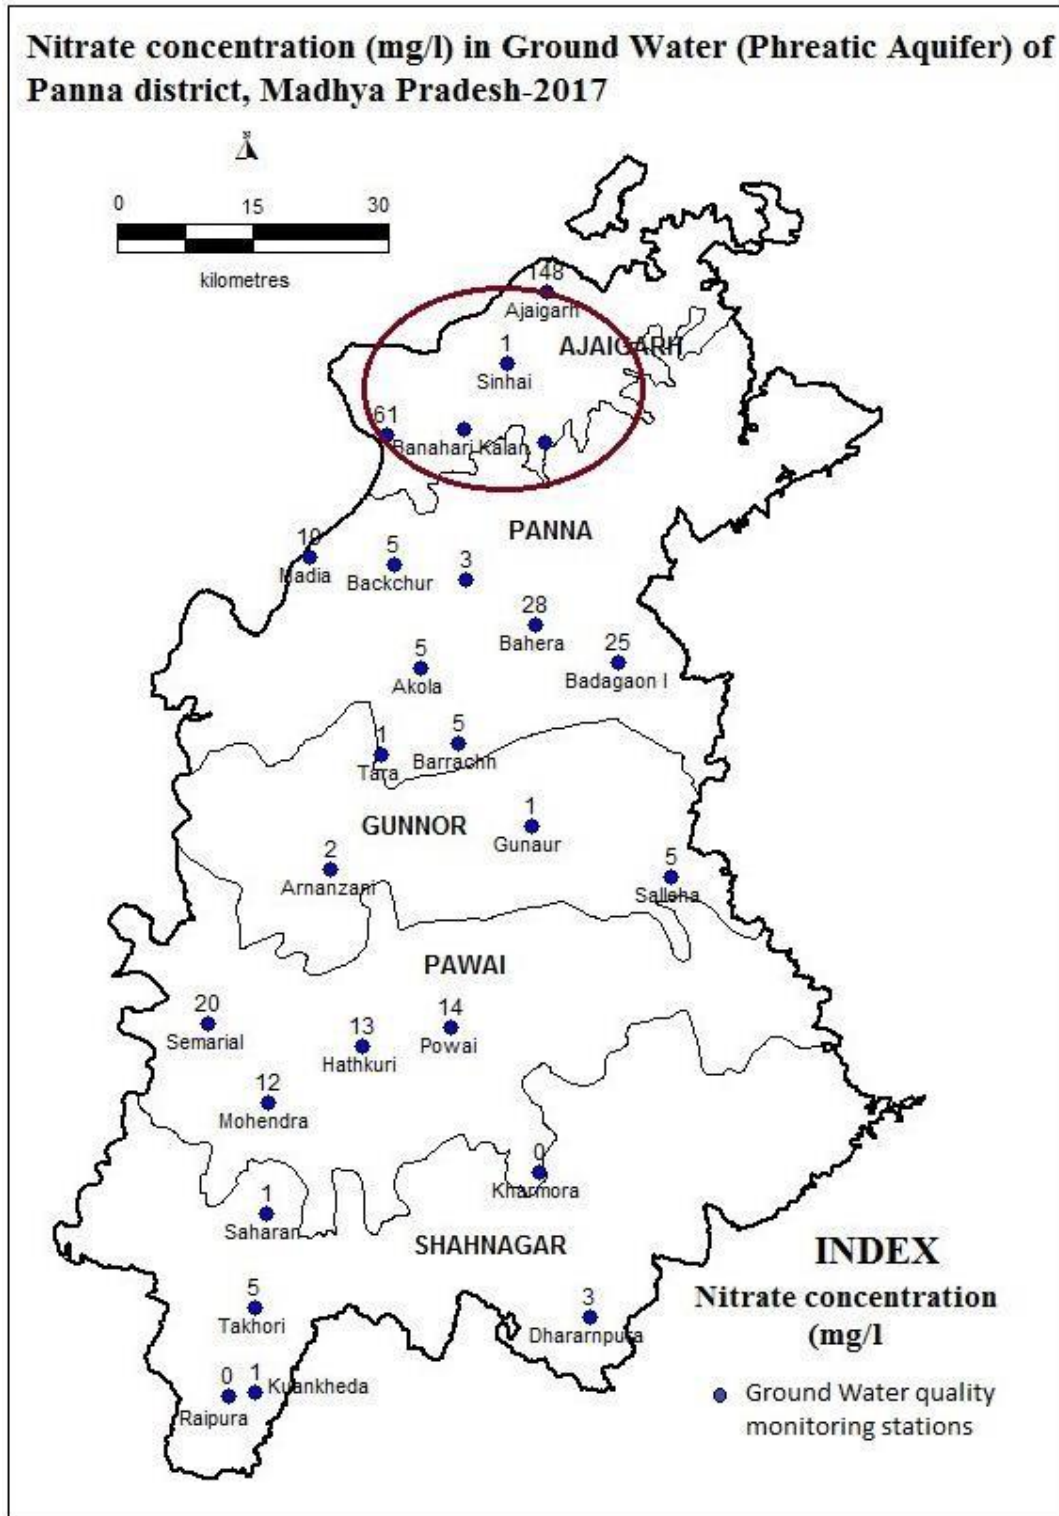 Nitrate concentration (mg/l) in Ground Water (Phreatic Aquifer) of
Panna district, Madhya Pradesh-2017
N
0 15 30
kilometres
148
Ajaigarh
AJAIGARH
1
Sinhai
61
Banahari Kalan
PANNA
10
Madia
5
Backchur
3
28
Bahera
25
Badagaon I
5
Akola
5
Barrachh
1
Tara
GUNNOR
1
Gunaur
2
Arnanzani
5
Salleha
PAWAI
20
Semarial
13
Hathkuri
14
Powai
12
Mohendra
0
Kharmora
1
Saharan
SHAHNAGAR
5
Takhori
3
Dhararnpura
0
Raipura
1
Kuankheda
INDEX
Nitrate concentration
(mg/l
Ground Water quality
monitoring stations